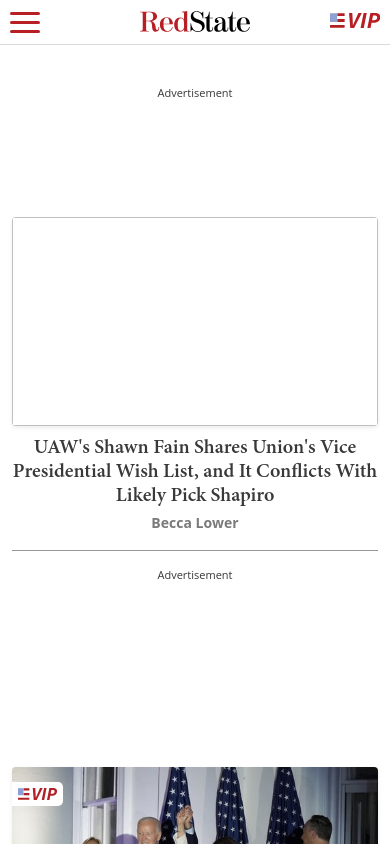 RedState
VIP
Advertisement
UAW's Shawn Fain Shares Union's Vice
Presidential Wish List, and It Conflicts With
Likely Pick Shapiro
Becca Lower
Advertisement
VIP